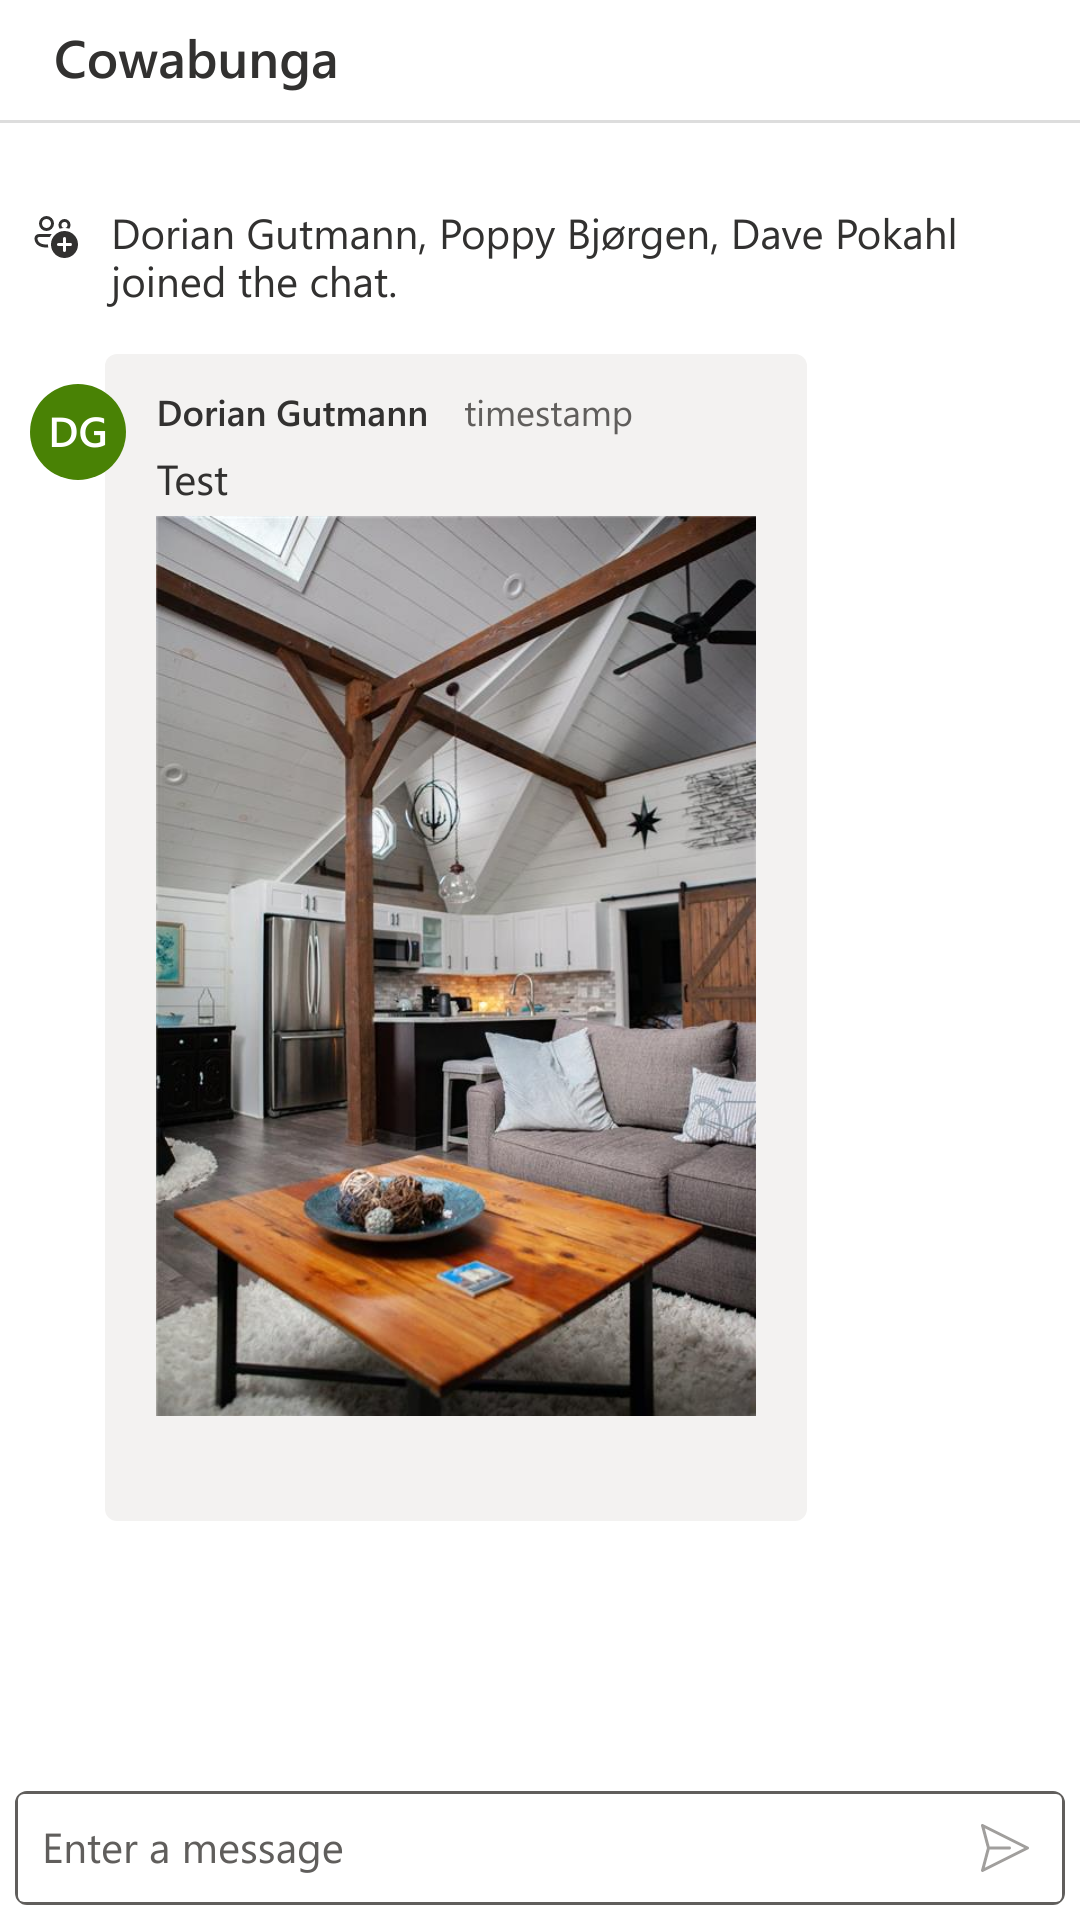 Cowabunga
Dorian Gutmann, Poppy Bjørgen, Dave Pokahl
joined the chat.
DG
Dorian Gutmann timestamp
Test
Enter a message